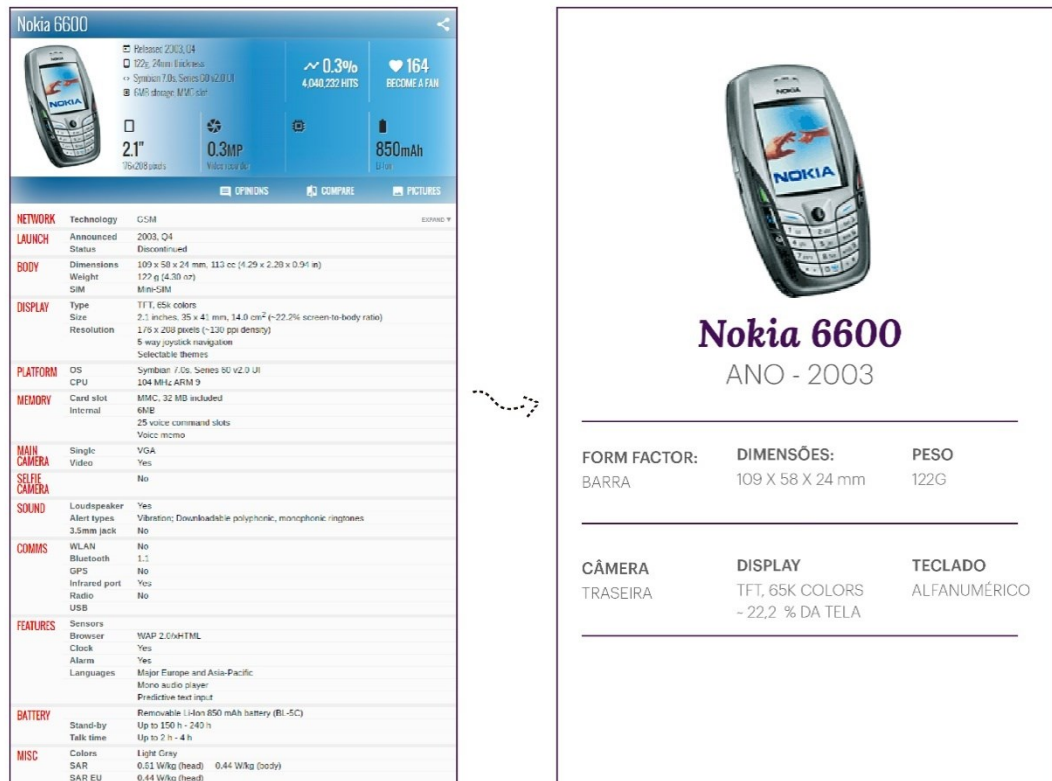 Nokia 6600
Released 2003, Q4
122g, 24mm thickness
Symbian 7.0s, Series 60 v2.0 UI
6MB storage, MMC slot
0.3%
4,040,232 HITS
164
BECOME A FAN
NOKIA
2.1"
176x208 pixels
0.3MP
Video recorder
850mAh
Li-Ion
OPINIONS
COMPARE
PICTURES
NETWORK Technology GSM EXPAND ▼
LAUNCH Announced 2003, Q4
Status Discontinued
BODY Dimensions 109 x 58 x 24 mm, 113 cc (4.29 x 2.28 x 0.94 in)
Weight 122 g (4.30 oz)
SIM Mini-SIM
DISPLAY Type TFT, 65k colors
Size 2.1 inches, 35 x 41 mm, 14.0 cm² (~22.2% screen-to-body ratio)
Resolution 176 x 208 pixels (~130 ppi density)
5-way joystick navigation
Selectable themes
PLATFORM OS Symbian 7.0s, Series 60 v2.0 UI
CPU 104 MHz ARM 9
MEMORY Card slot MMC, 32 MB included
Internal 6MB
25 voice command slots
Voice memo
MAIN CAMERA Single VGA
Video Yes
SELFIE CAMERA No
SOUND Loudspeaker Yes
Alert types Vibration; Downloadable polyphonic, monophonic ringtones
3.5mm jack No
COMMS WLAN No
Bluetooth 1.1
GPS No
Infrared port Yes
Radio No
USB
FEATURES Sensors
Browser WAP 2.0/xHTML
Clock Yes
Alarm Yes
Languages Major Europe and Asia-Pacific
Mono audio player
Predictive text input
BATTERY Removable Li-Ion 850 mAh battery (BL-5C)
Stand-by Up to 150 h - 240 h
Talk time Up to 2 h - 4 h
MISC Colors Light Gray
SAR 0.61 W/kg (head) 0.44 W/kg (body)
SAR EU 0.44 W/kg (head)
NOKIA
NOKIA
Nokia 6600
ANO - 2003
FORM FACTOR: DIMENSÕES: PESO
BARRA 109 X 58 X 24 mm 122G
CÂMERA DISPLAY TECLADO
TRASEIRA TFT, 65K COLORS ALFANUMÉRICO
~ 22,2 % DA TELA